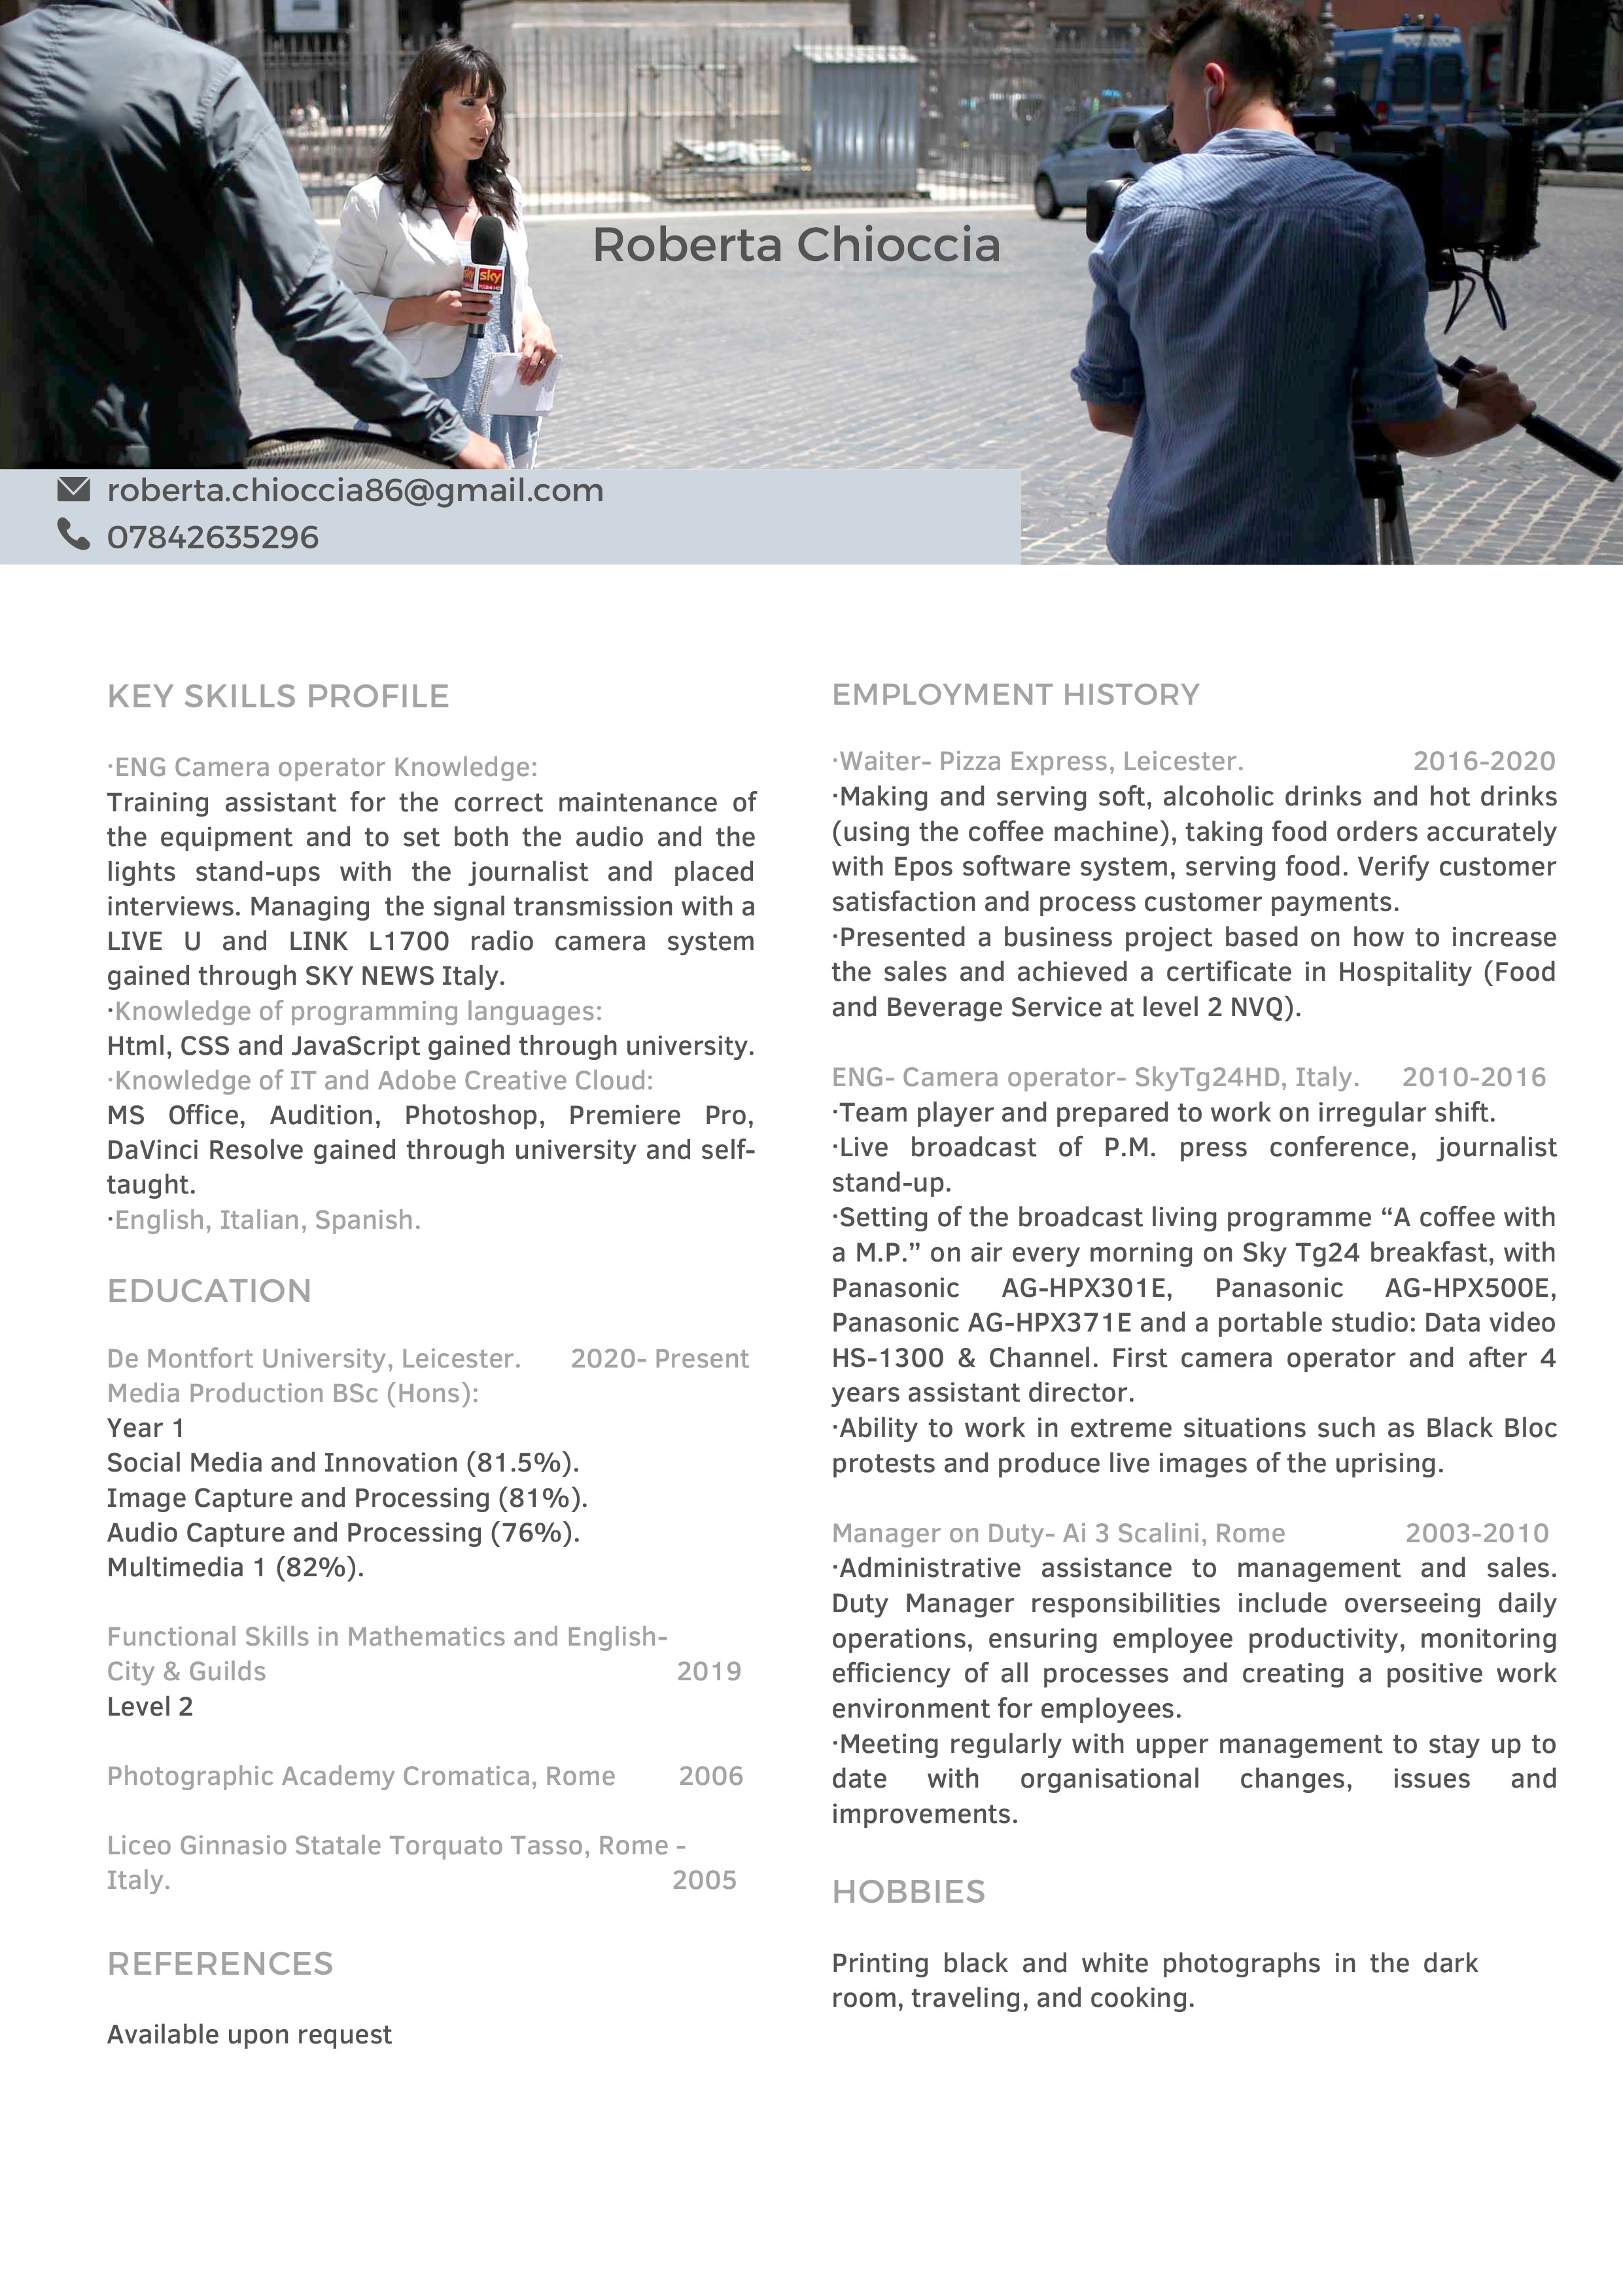 sky
Roberta Chioccia
roberta.chioccia86@gmail.com
07842635296
KEY SKILLS PROFILE
·ENG Camera operator Knowledge:
Training assistant for the correct maintenance of
the equipment and to set both the audio and the
lights stand-ups with the journalist and placed
interviews. Managing the signal transmission with a
LIVE U and LINK L1700 radio camera system
gained through SKY NEWS Italy.
·Knowledge of programming languages:
Html, CSS and JavaScript gained through university.
·Knowledge of IT and Adobe Creative Cloud:
MS Office, Audition, Photoshop, Premiere Pro,
DaVinci Resolve gained through university and self-
taught.
·English, Italian, Spanish.
EDUCATION
De Montfort University, Leicester. 2020- Present
Media Production BSc (Hons):
Year 1
Social Media and Innovation (81.5%).
Image Capture and Processing (81%).
Audio Capture and Processing (76%).
Multimedia 1 (82%).
Functional Skills in Mathematics and English-
City & Guilds 2019
Level 2
Photographic Academy Cromatica, Rome 2006
Liceo Ginnasio Statale Torquato Tasso, Rome -
Italy. 2005
REFERENCES
Available upon request
EMPLOYMENT HISTORY
·Waiter- Pizza Express, Leicester. 2016-2020
·Making and serving soft, alcoholic drinks and hot drinks
(using the coffee machine), taking food orders accurately
with Epos software system, serving food. Verify customer
satisfaction and process customer payments.
·Presented a business project based on how to increase
the sales and achieved a certificate in Hospitality (Food
and Beverage Service at level 2 NVQ).
ENG- Camera operator- SkyTg24HD, Italy. 2010-2016
·Team player and prepared to work on irregular shift.
·Live broadcast of P.M. press conference, journalist
stand-up.
·Setting of the broadcast living programme “A coffee with
a M.P.” on air every morning on Sky Tg24 breakfast, with
Panasonic AG-HPX301E, Panasonic AG-HPX500E,
Panasonic AG-HPX371E and a portable studio: Data video
HS-1300 & Channel. First camera operator and after 4
years assistant director.
·Ability to work in extreme situations such as Black Bloc
protests and produce live images of the uprising.
Manager on Duty- Ai 3 Scalini, Rome 2003-2010
·Administrative assistance to management and sales.
Duty Manager responsibilities include overseeing daily
operations, ensuring employee productivity, monitoring
efficiency of all processes and creating a positive work
environment for employees.
·Meeting regularly with upper management to stay up to
date with organisational changes, issues and
improvements.
HOBBIES
Printing black and white photographs in the dark
room, traveling, and cooking.